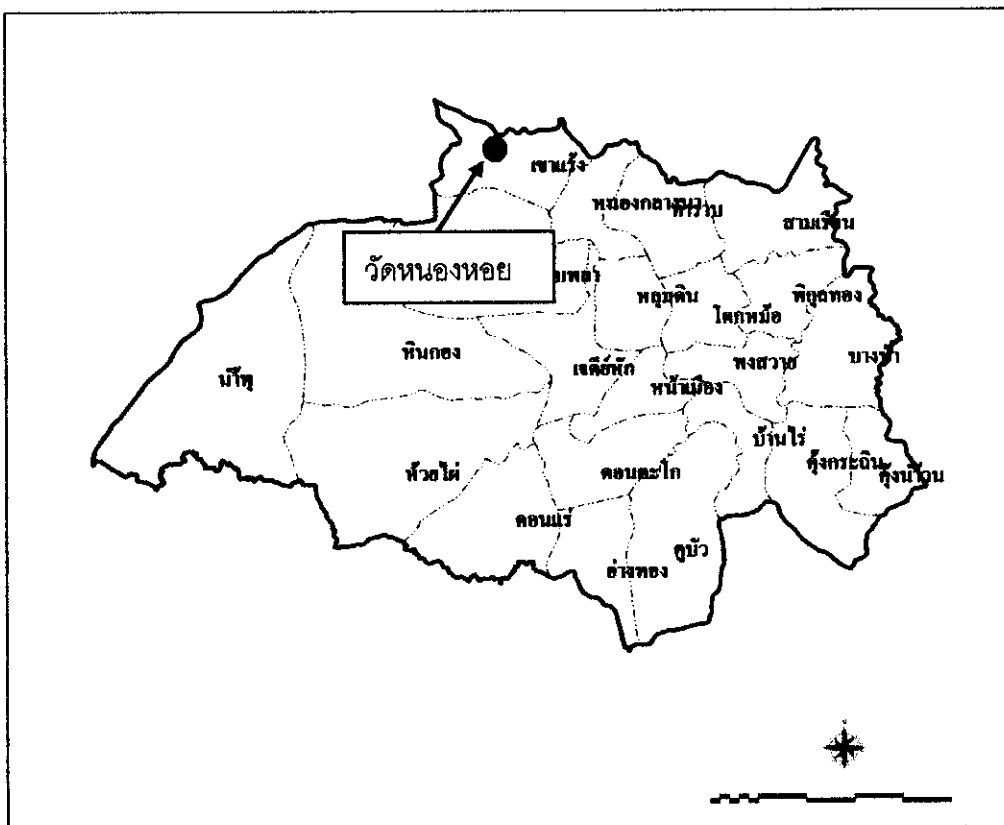 เขาแร้ง
หนองกลางนา
ท่าราบ
สามเรือน
วัดหนองหอย
หลุมดิน
พิกุลทอง
โคกหม้อ
หินกอง
เจดีย์หัก
พงสวาย
บางป่า
น้ำพุ
หน้าเมือง
บ้านไร่
ห้วยไผ่
ดอนตะโก
คุ้งกระถิน
คุ้งน้ำวน
ดอนแร่
คูบัว
อ่างทอง